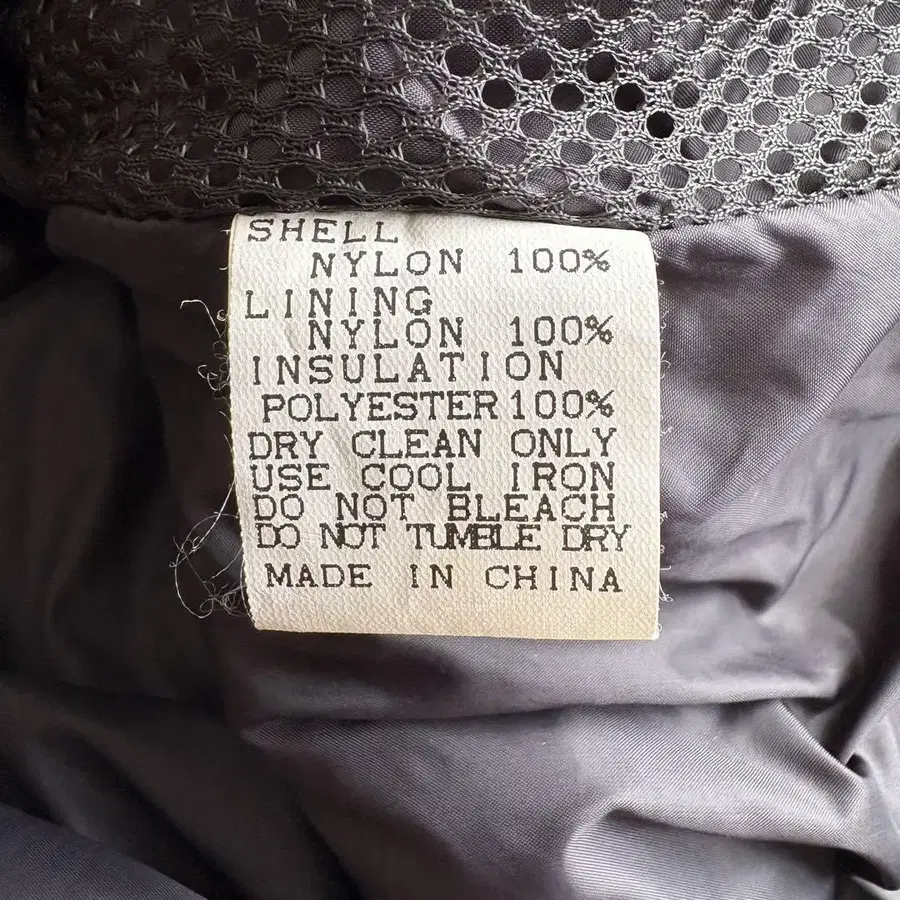 SHELL
NYLON 100%
LINING
NYLON 100%
INSULATION
POLYESTER 100%
DRY CLEAN ONLY
USE COOL IRON
DO NOT BLEACH
DO NOT TUMBLE DRY
MADE IN CHINA